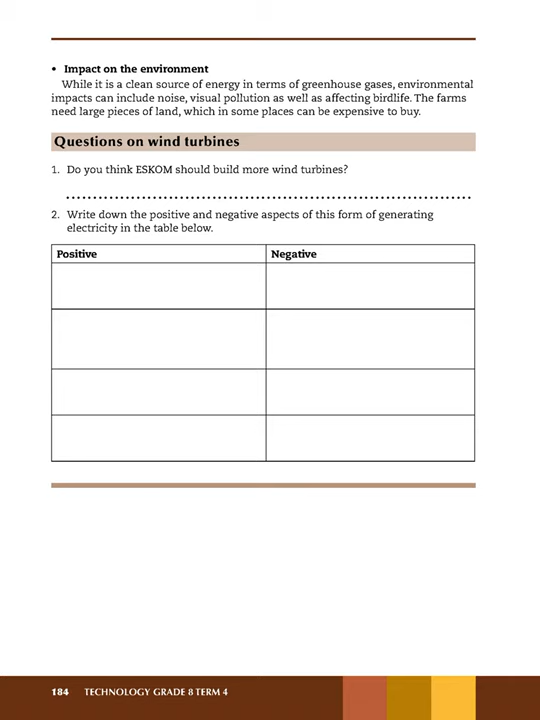 • Impact on the environment
While it is a clean source of energy in terms of greenhouse gases, environmental
impacts can include noise, visual pollution as well as affecting birdlife. The farms
need large pieces of land, which in some places can be expensive to buy.
Questions on wind turbines
1. Do you think ESKOM should build more wind turbines?
2. Write down the positive and negative aspects of this form of generating
electricity in the table below.
Positive Negative
184 TECHNOLOGY GRADE 8 TERM 4